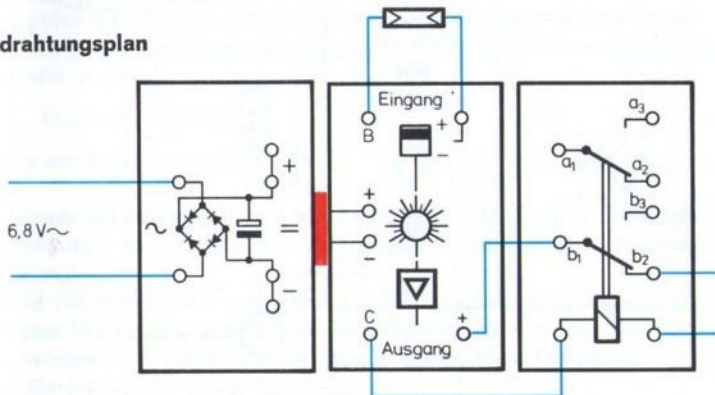 drahtungsplan
6,8 V~
~
+
=
−
Eingang
B
+
−
+
−
C
+
Ausgang
a3
a1
a2
b3
b1
b2